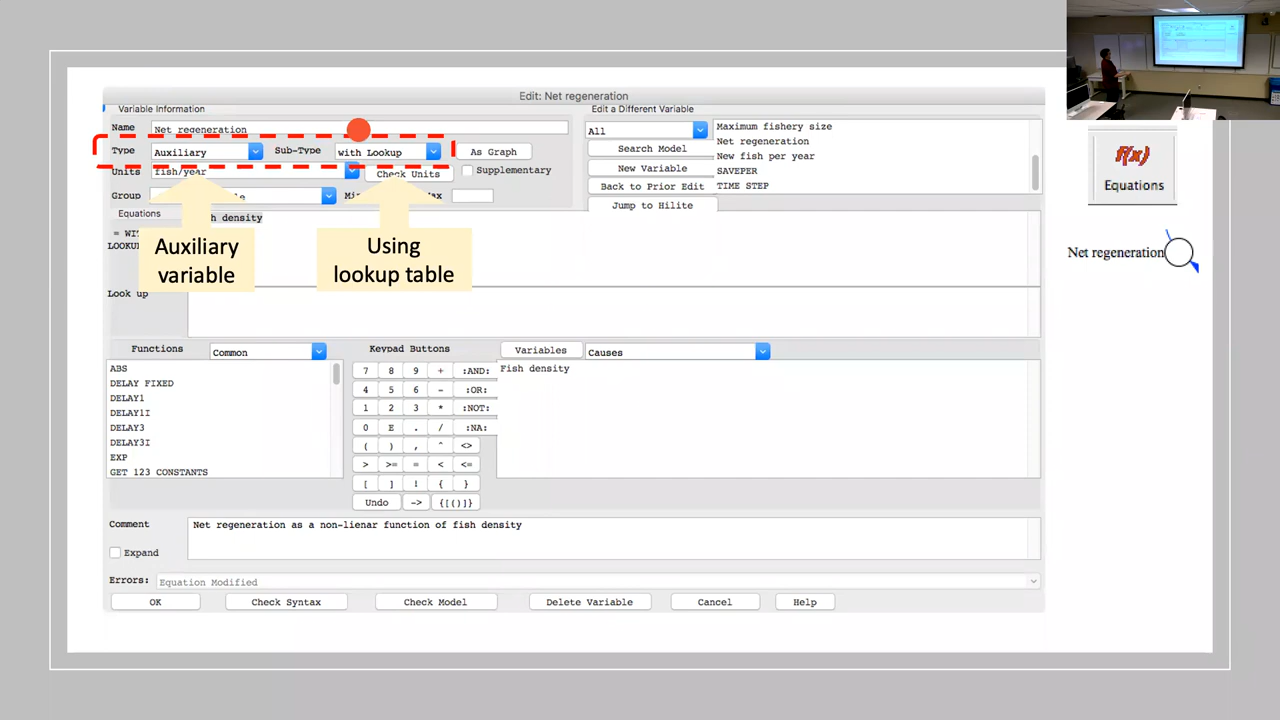 Edit: Net regeneration
Variable Information
Edit a Different Variable
Name Net regeneration
All
Maximum fishery size
Net regeneration
New fish per year
SAVEPER
TIME STEP
Type Auxiliary Sub-Type with Lookup As Graph
Search Model
Units fish/year Check Units Supplementary
New Variable
Back to Prior Edit
Group
Jump to Hilite
Equations
density
Auxiliary
variable
Using
lookup table
Look up
Functions Common
Keypad Buttons
Variables Causes
ABS
DELAY FIXED
DELAY1
DELAY1I
DELAY3
DELAY3I
EXP
GET 123 CONSTANTS
7 8 9 + :AND:
4 5 6 - :OR:
1 2 3 * :NOT:
0 E . / :NA:
( ) , ^ <>
> >= = < <=
[ ] ! { }
Undo -> {[()]}
Fish density
Comment Net regeneration as a non-lienar function of fish density
Expand
Errors: Equation Modified
OK Check Syntax Check Model Delete Variable Cancel Help
f(x)
Equations
Net regeneration